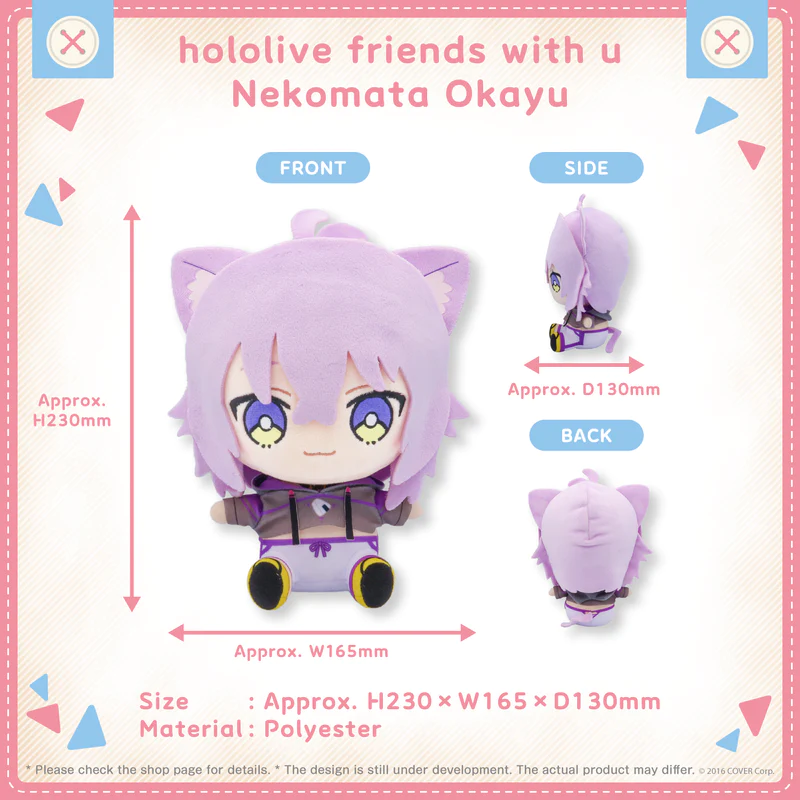 hololive friends with u
Nekomata Okayu
FRONT
SIDE
Approx.
H230mm
Approx. D130mm
BACK
Approx. W165mm
Size : Approx. H230×W165×D130mm
Material : Polyester
* Please check the shop page for details. * The design is still under development. The actual product may differ. © 2016 COVER Corp.